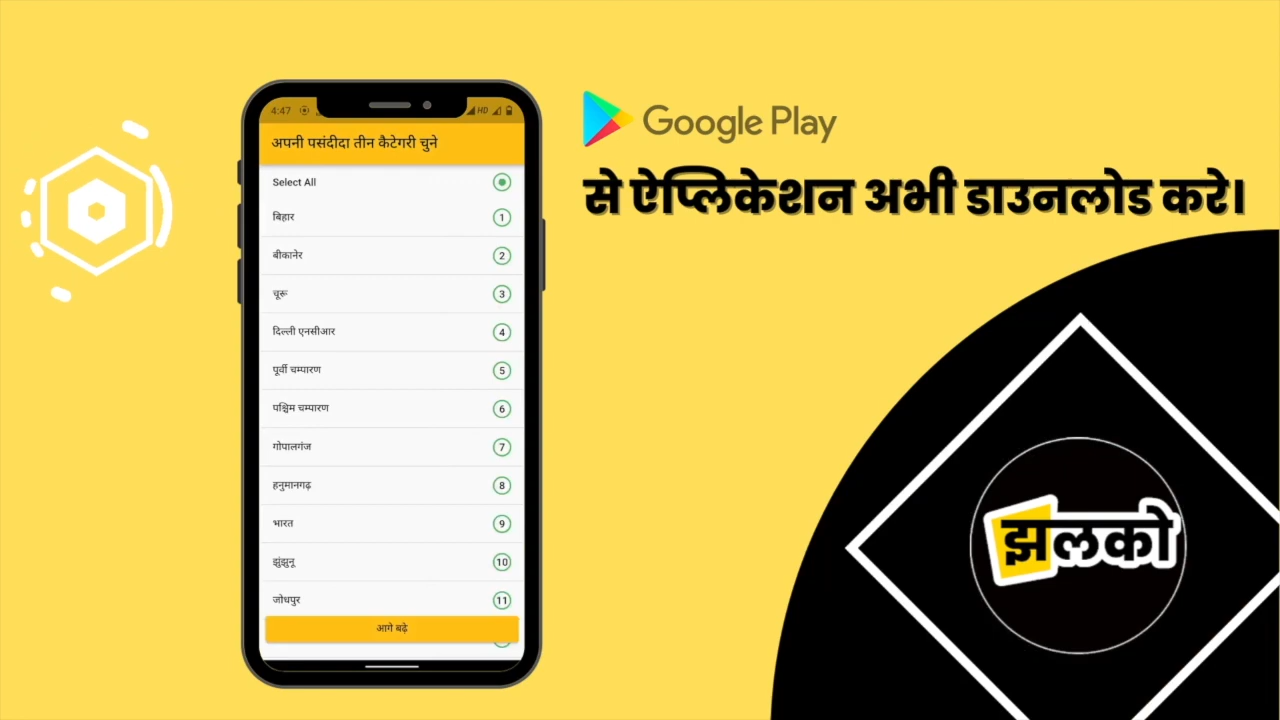 4:47
HD
अपनी पसंदीदा तीन कैटेगरी चुने
Select All
बिहार 1
बीकानेर 2
चूरू 3
दिल्ली एनसीआर 4
पूर्वी चम्पारण 5
पश्चिम चम्पारण 6
गोपालगंज 7
हनुमानगढ़ 8
भारत 9
झुंझुनू 10
जोधपुर 11
आगे बढ़े
Google Play
से ऐप्लिकेशन अभी डाउनलोड करे।
झलको